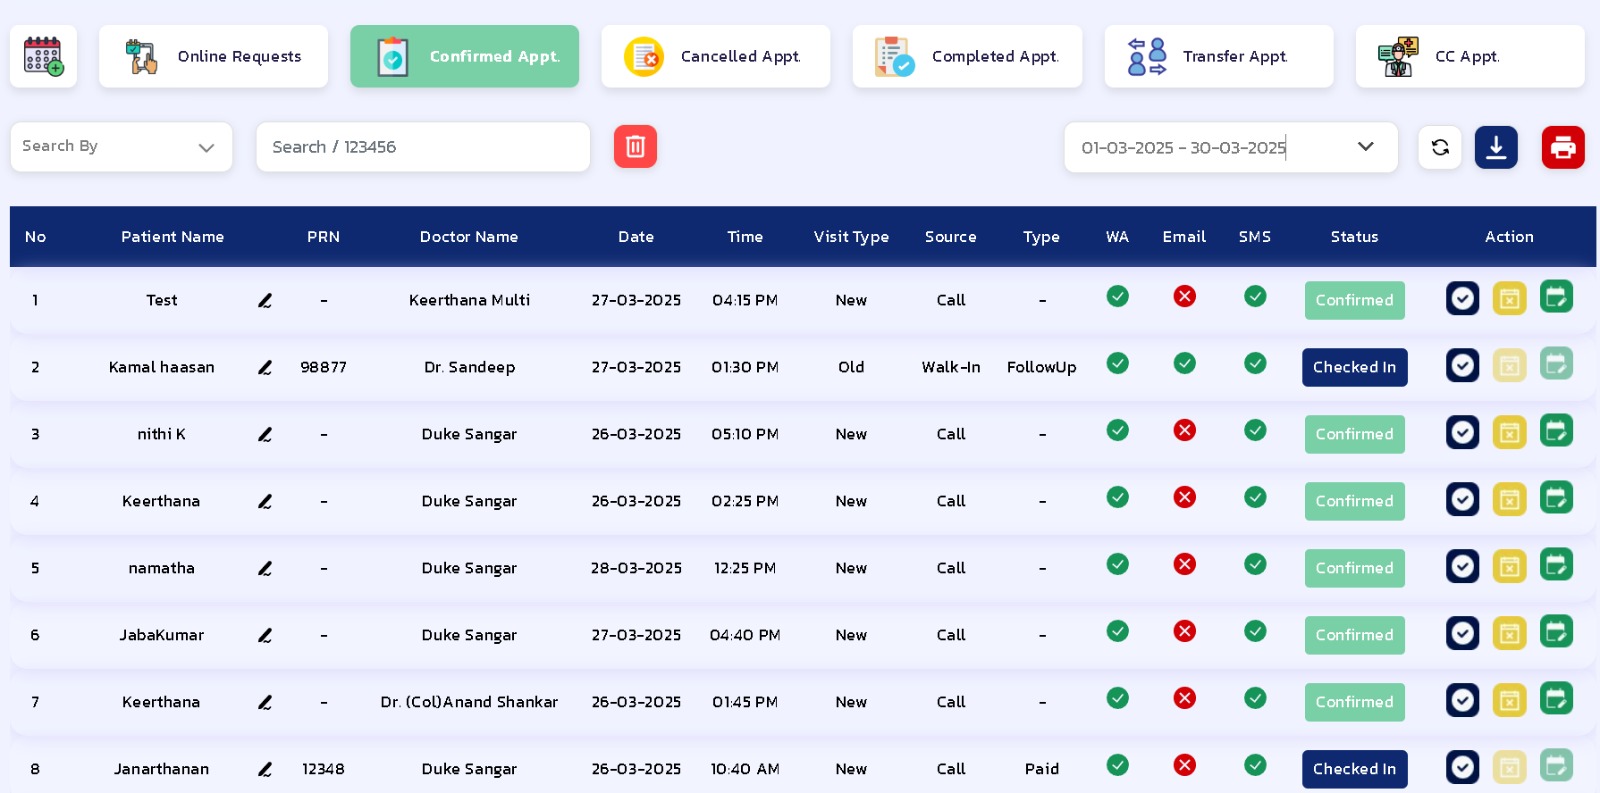 Online Requests Confirmed Appt. Cancelled Appt. Completed Appt. Transfer Appt. CC Appt.
Search By Search / 123456 01-03-2025 - 30-03-2025
No Patient Name PRN Doctor Name Date Time Visit Type Source Type WA Email SMS Status Action
1 Test - Keerthana Multi 27-03-2025 04:15 PM New Call - Confirmed
2 Kamal haasan 98877 Dr. Sandeep 27-03-2025 01:30 PM Old Walk-In FollowUp Checked In
3 nithi K - Duke Sangar 26-03-2025 05:10 PM New Call - Confirmed
4 Keerthana - Duke Sangar 26-03-2025 02:25 PM New Call - Confirmed
5 namatha - Duke Sangar 28-03-2025 12:25 PM New Call - Confirmed
6 JabaKumar - Duke Sangar 27-03-2025 04:40 PM New Call - Confirmed
7 Keerthana - Dr. (Col)Anand Shankar 26-03-2025 01:45 PM New Call - Confirmed
8 Janarthanan 12348 Duke Sangar 26-03-2025 10:40 AM New Call Paid Checked In